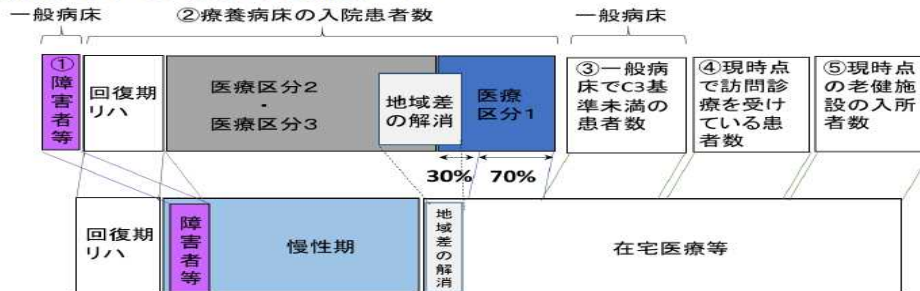 一般病床
②療養病床の入院患者数
一般病床
①
障
害
者
等
回復期
リハ
医療区分2
・
医療区分3
地域差
の解消
医療
区分1
③一般病
床でC3基
準未満の
患者数
④現時点
で訪問診
療を受け
ている患
者数
⑤現時点
の老健施
設の入所
者数
30%
70%
回復期
リハ
障
害
者
等
慢性期
地
域
差
の
解
消
在宅医療等